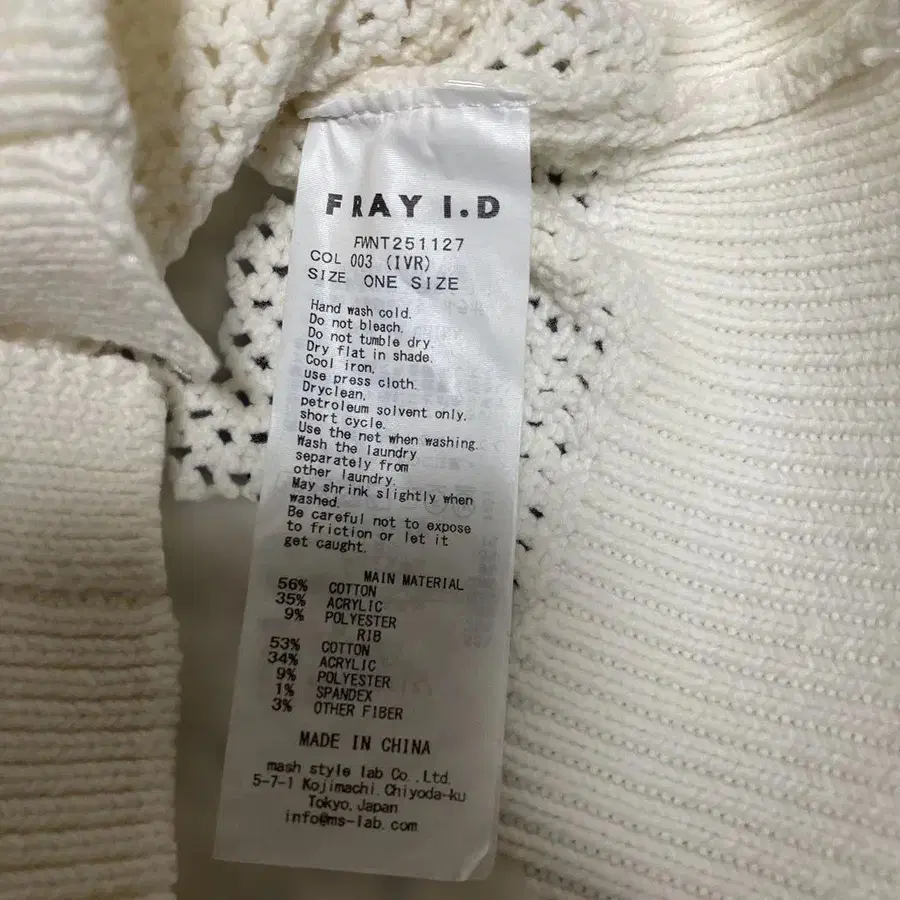 FRAY I.D
FWNT251127
COL 003 (IVR)
SIZE ONE SIZE
Hand wash cold.
Do not bleach.
Do not tumble dry.
Dry flat in shade.
Cool iron,
use press cloth.
Dryclean,
petroleum solvent only.
short cycle.
Use the net when washing.
Wash the laundry
separately from
other laundry.
May shrink slightly when
washed.
Be careful not to expose
to friction or let it
get caught.
MAIN MATERIAL
56% COTTON
35% ACRYLIC
9% POLYESTER
RIB
53% COTTON
34% ACRYLIC
9% POLYESTER
1% SPANDEX
3% OTHER FIBER
MADE IN CHINA
mash style lab Co.,Ltd.
5-7-1 Kojimachi Chiyoda-ku
Tokyo, Japan
info@ms-lab.com